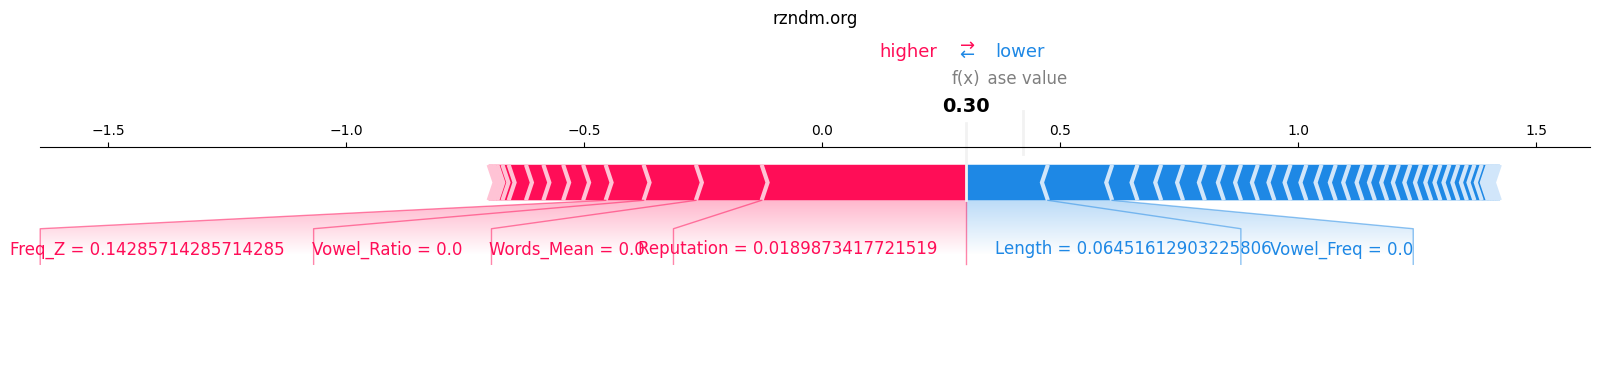 rzndm.org
higher ⇄ lower
f(x) ase value
0.30
−1.5 −1.0 −0.5 0.0 0.5 1.0 1.5
Freq_Z = 0.14285714285714285 Vowel_Ratio = 0.0 Words_Mean = 0.0 Reputation = 0.0189873417721519 Length = 0.06451612903225806 Vowel_Freq = 0.0